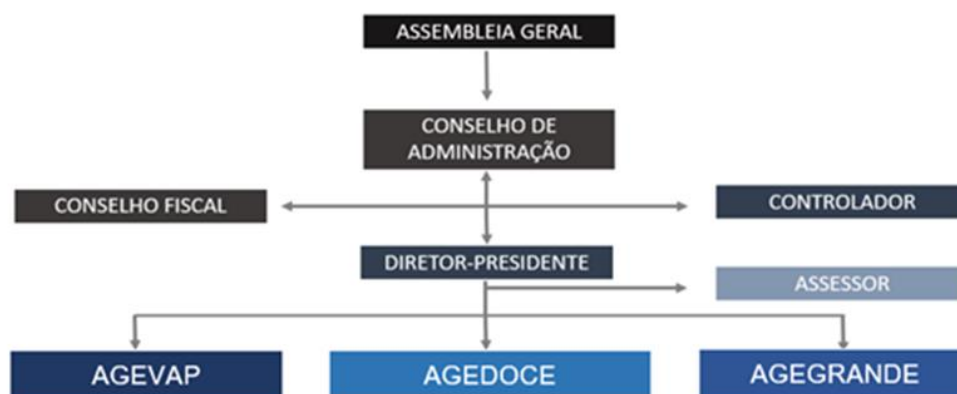 ASSEMBLEIA GERAL
CONSELHO DE
ADMINISTRAÇÃO
CONSELHO FISCAL
CONTROLADOR
DIRETOR-PRESIDENTE
ASSESSOR
AGEVAP
AGEDOCE
AGEGRANDE